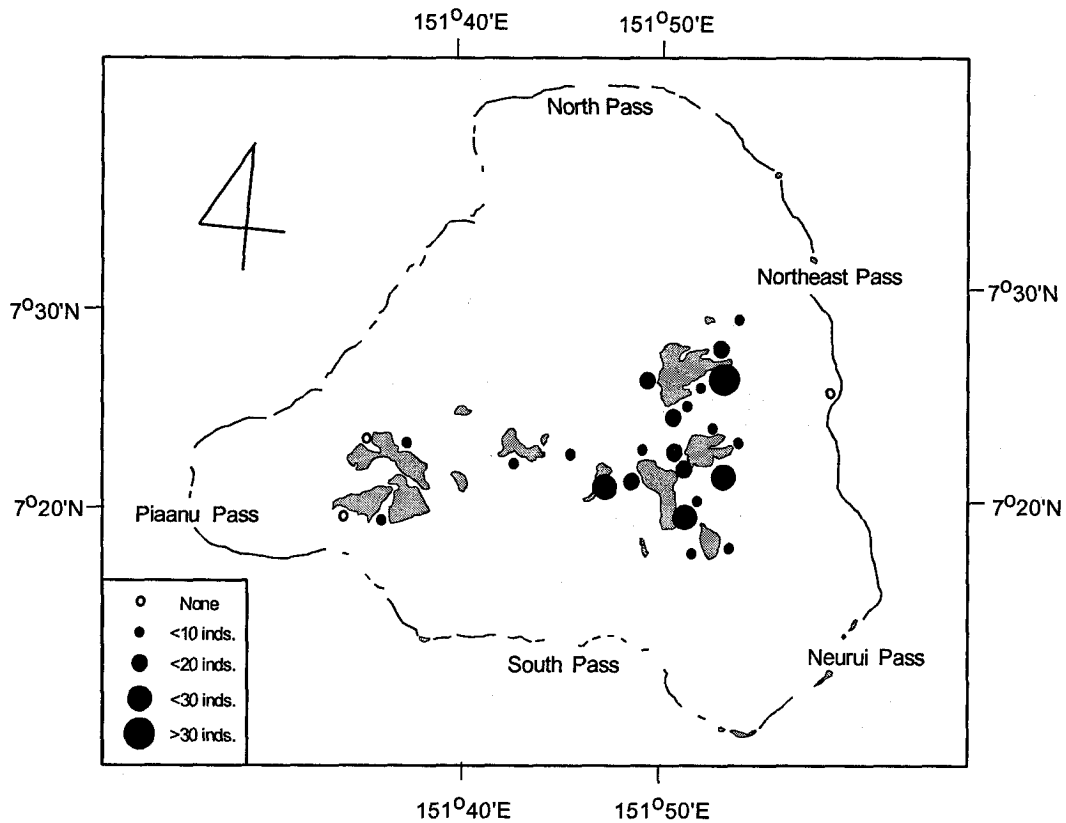 151°40'E 151°50'E
North Pass
Northeast Pass
7°30'N 7°30'N
7°20'N 7°20'N
Piaanu Pass
None
<10 inds.
<20 inds.
<30 inds.
>30 inds.
South Pass
Neurui Pass
151°40'E 151°50'E